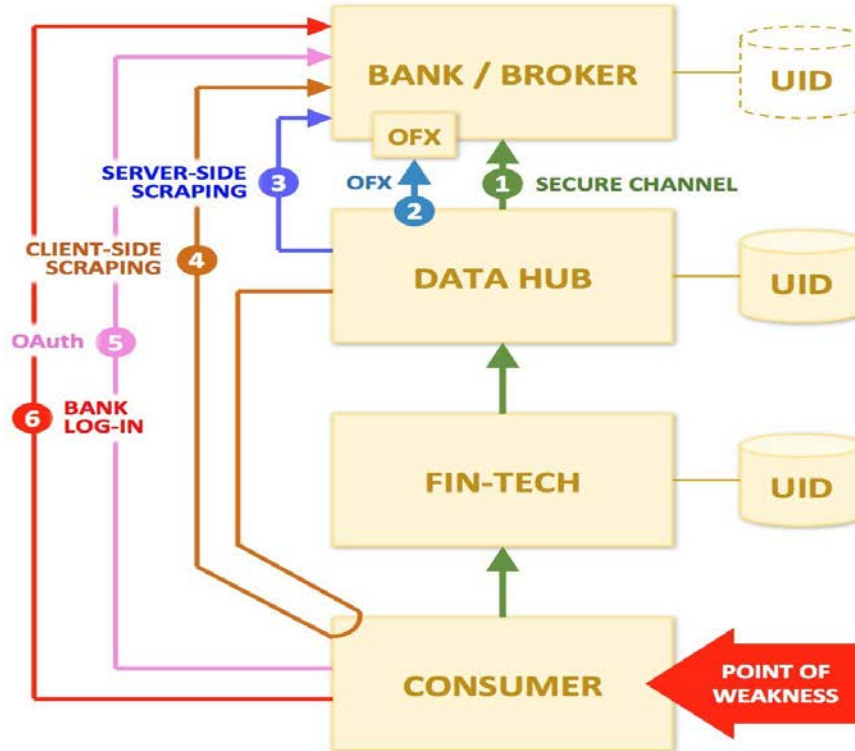 BANK / BROKER
UID
OFX
SERVER-SIDE
SCRAPING
3
OFX
2
1
SECURE CHANNEL
CLIENT-SIDE
SCRAPING
4
DATA HUB
UID
OAuth
5
6
BANK
LOG-IN
FIN-TECH
UID
CONSUMER
POINT OF
WEAKNESS